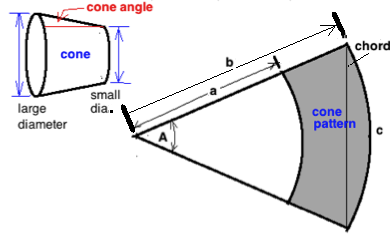 cone angle
cone
large
diameter
small
dia.
b
a
A
chord
cone
pattern
c